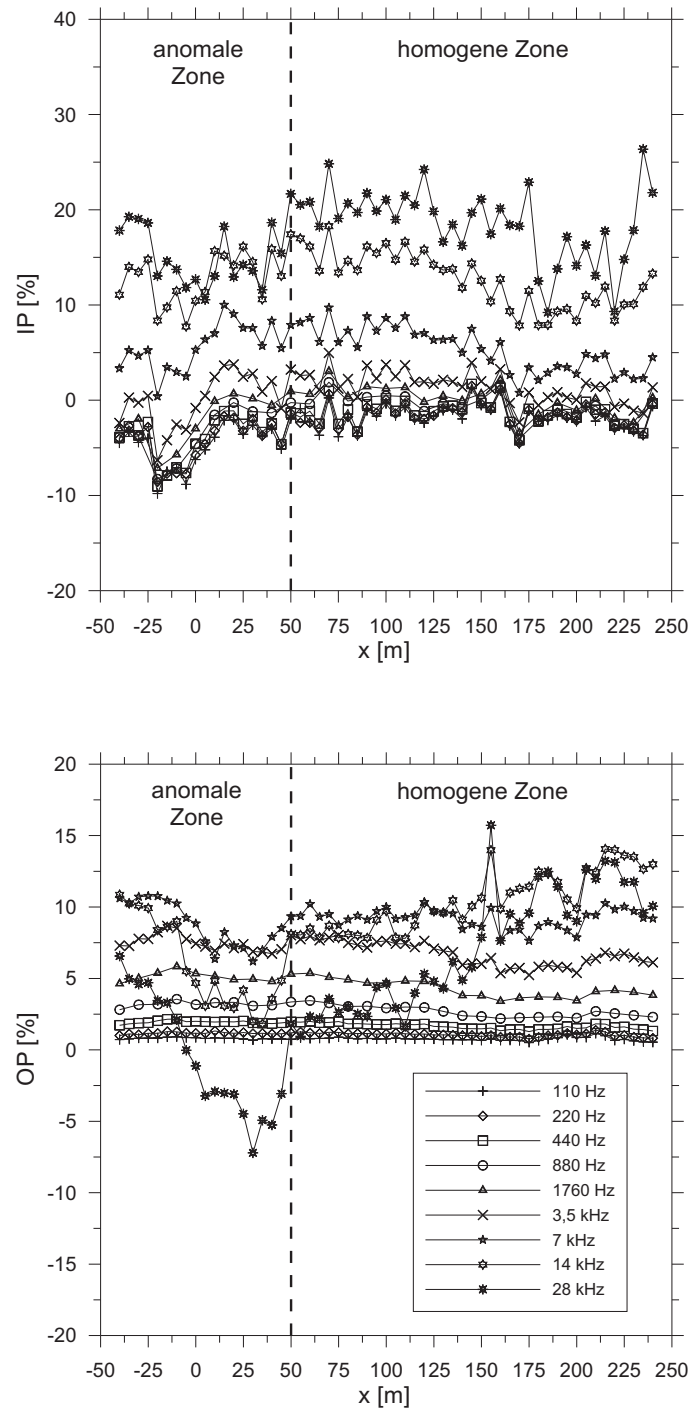 40
30
20
10
0
-10
-20
IP [%]
anomale
Zone
homogene Zone
-50 -25 0 25 50 75 100 125 150 175 200 225 250
x [m]
20
15
10
5
0
-5
-10
-15
-20
OP [%]
anomale
Zone
homogene Zone
110 Hz
220 Hz
440 Hz
880 Hz
1760 Hz
3,5 kHz
7 kHz
14 kHz
28 kHz
-50 -25 0 25 50 75 100 125 150 175 200 225 250
x [m]